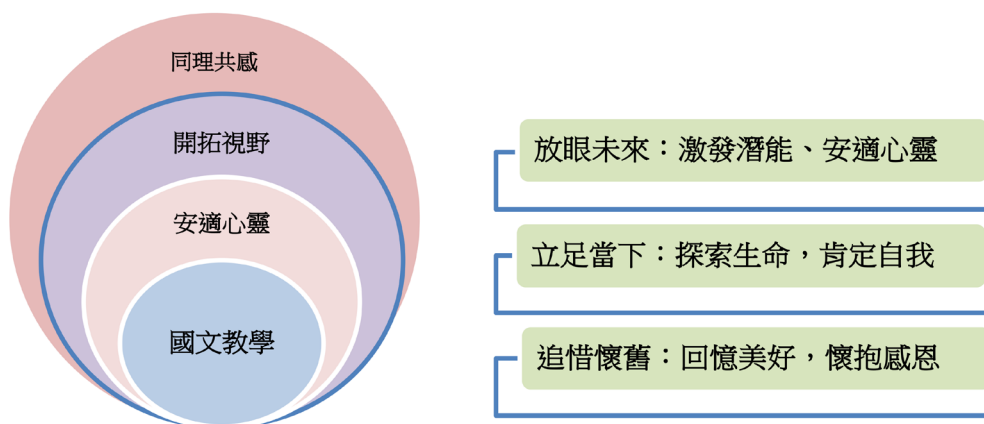 同理共感
開拓視野
安適心靈
國文教學
放眼未來：激發潛能、安適心靈
立足當下：探索生命，肯定自我
追惜懷舊：回憶美好，懷抱感恩